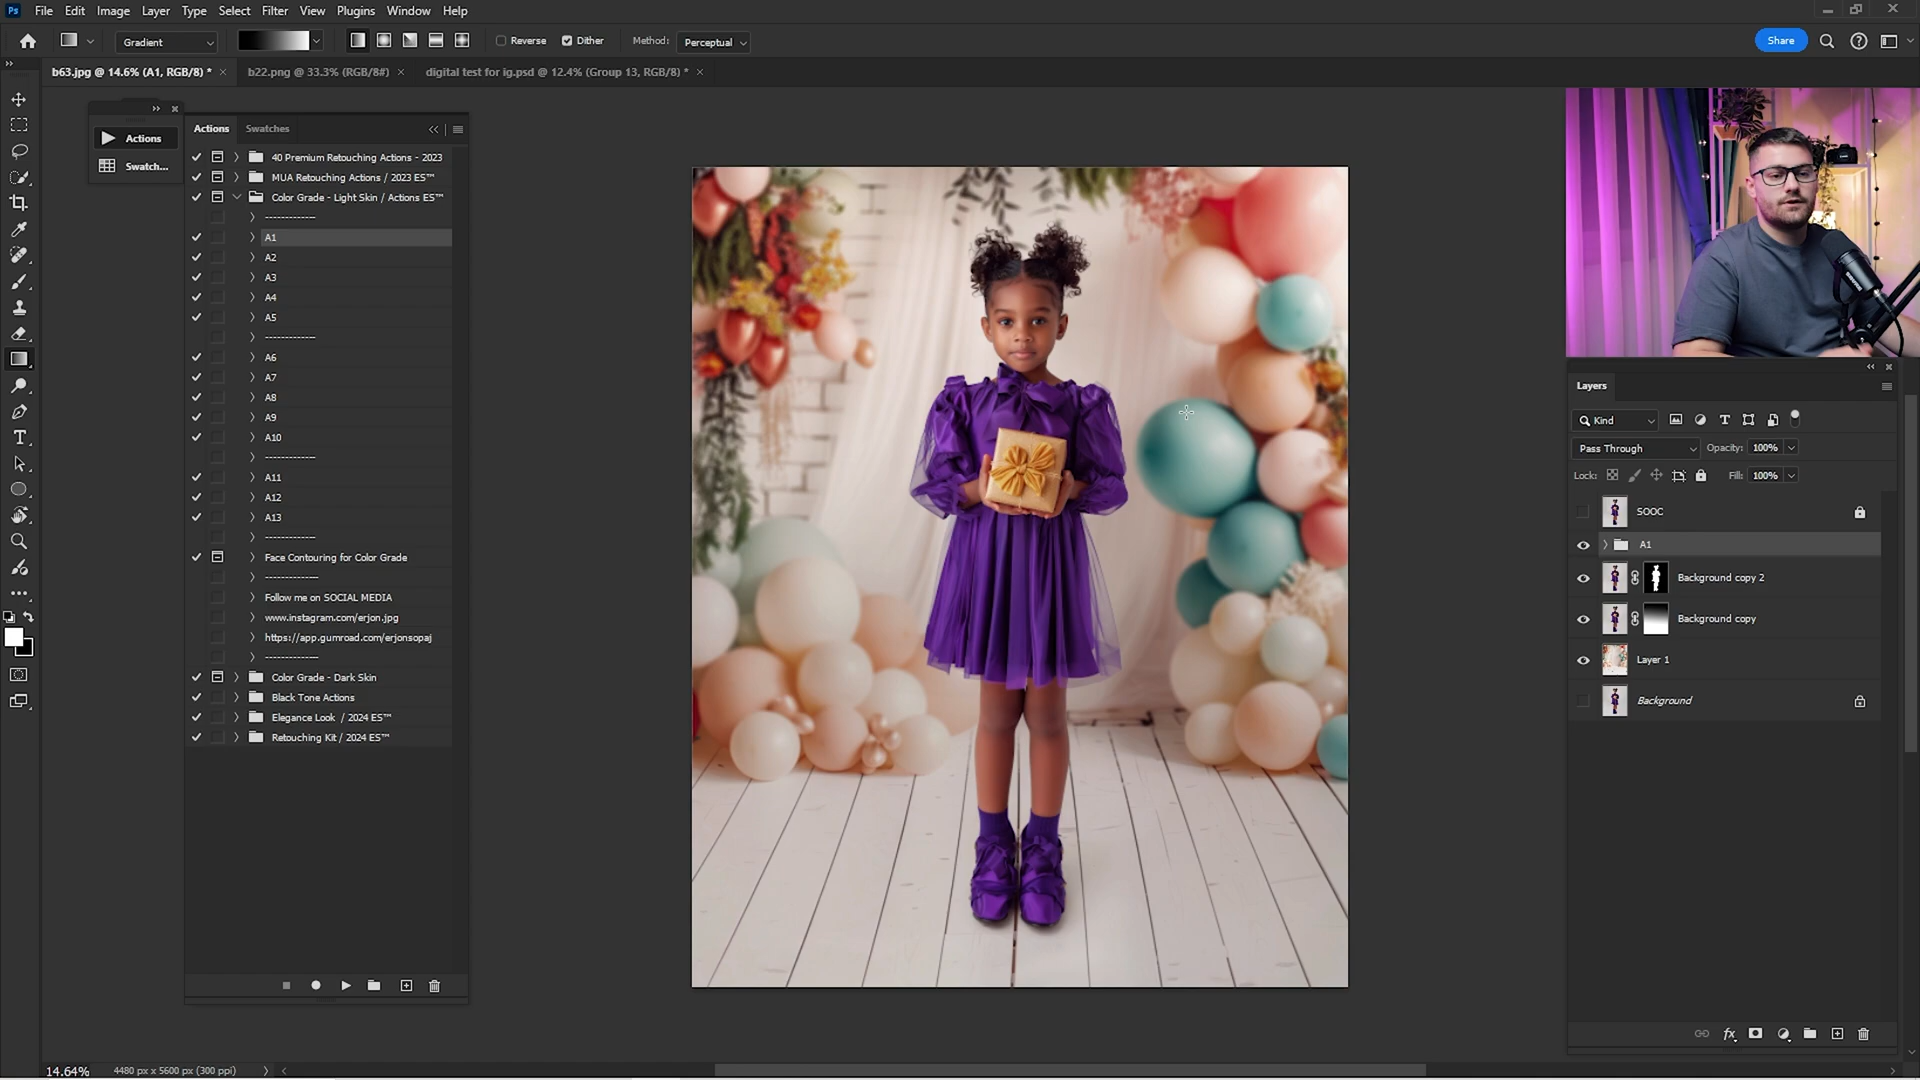 Ps File Edit Image Layer Type Select Filter View Plugins Window Help
Gradient Reverse Dither Method: Perceptual Share
b63.jpg @ 14.6% (A1, RGB/8) * × b22.png @ 33.3% (RGB/8#) × digital test for ig.psd @ 12.4% (Group 13, RGB/8) * ×
Actions
Swatch...
Actions Swatches
40 Premium Retouching Actions - 2023
MUA Retouching Actions / 2023 ES™
Color Grade - Light Skin / Actions ES™
-------------
A1
A2
A3
A4
A5
-------------
A6
A7
A8
A9
A10
-------------
A11
A12
A13
-------------
Face Contouring for Color Grade
-------------
Follow me on SOCIAL MEDIA
www.instagram.com/erjon.jpg
https://app.gumroad.com/erjonsopaj
-------------
Color Grade - Dark Skin
Black Tone Actions
Elegance Look / 2024 ES™
Retouching Kit / 2024 ES™
Layers
Kind
Pass Through Opacity: 100%
Lock: Fill: 100%
SOOC
A1
Background copy 2
Background copy
Layer 1
Background
14.64% 4480 px x 5600 px (300 ppi)